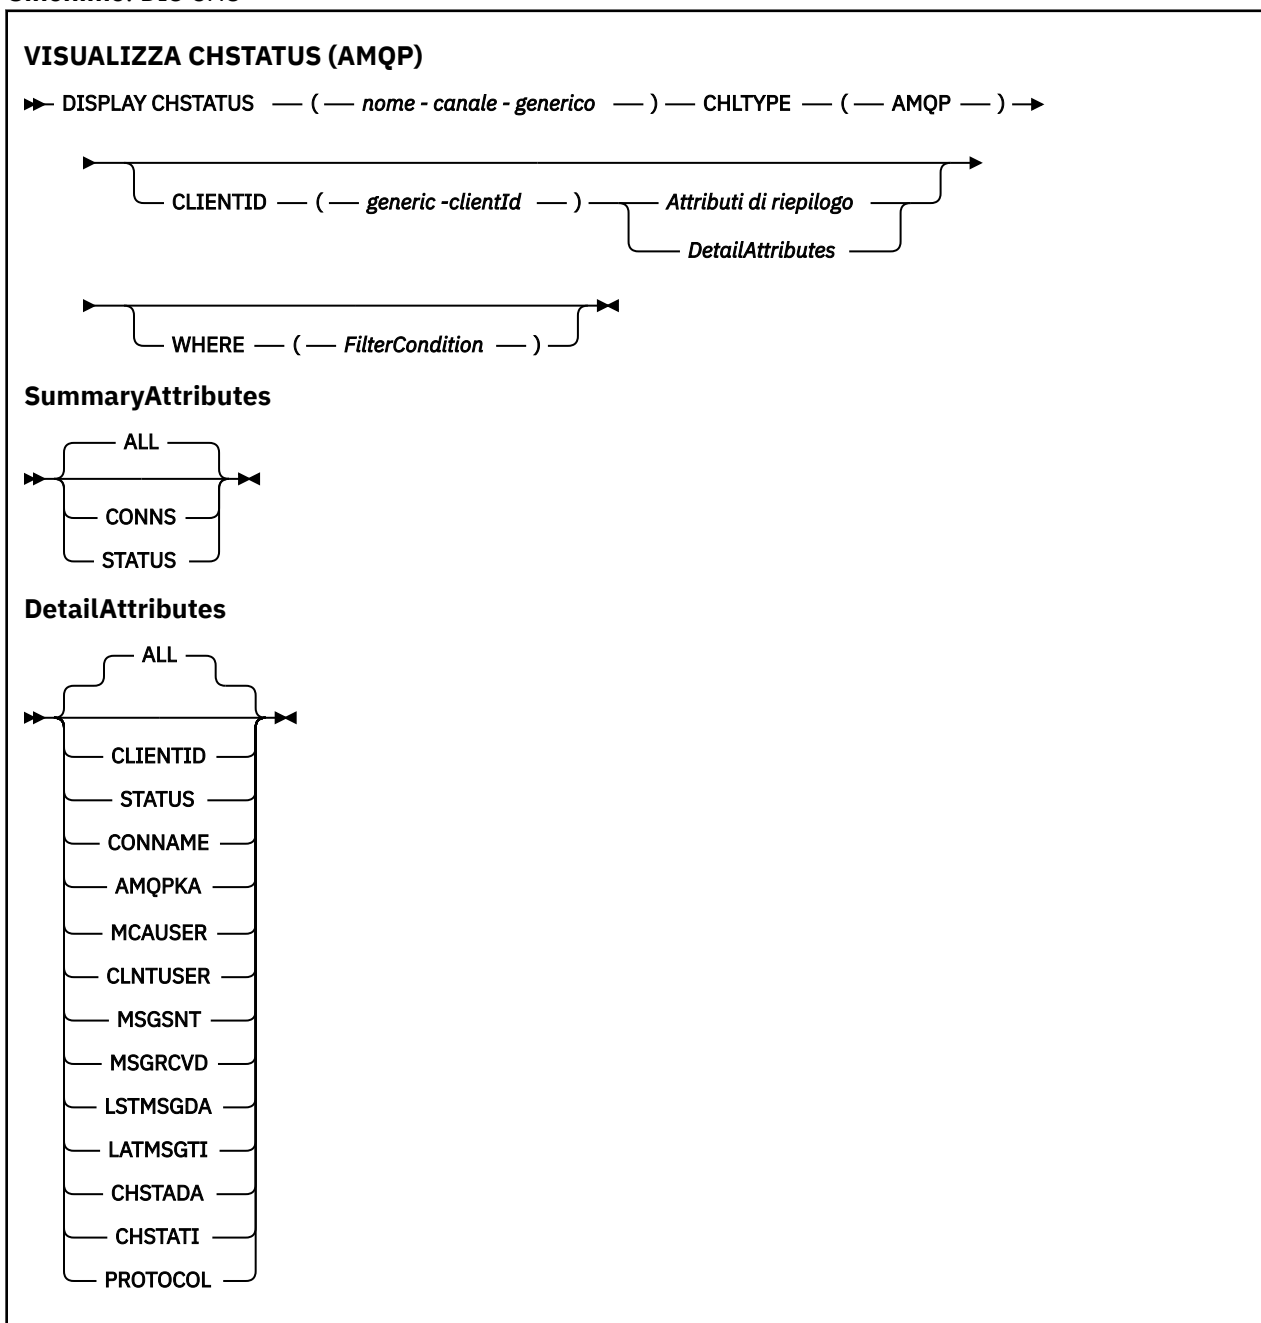 VISUALIZZA CHSTATUS (AMQP)
DISPLAY CHSTATUS ( nome - canale - generico ) CHLTYPE ( AMQP )
CLIENTID ( generic -clientId ) Attributi di riepilogo
DetailAttributes
WHERE ( FilterCondition )
SummaryAttributes
ALL
CONNS
STATUS
DetailAttributes
ALL
CLIENTID
STATUS
CONNAME
AMQPKA
MCAUSER
CLNTUSER
MSGSNT
MSGRCVD
LSTMSGDA
LATMSGTI
CHSTADA
CHSTATI
PROTOCOL